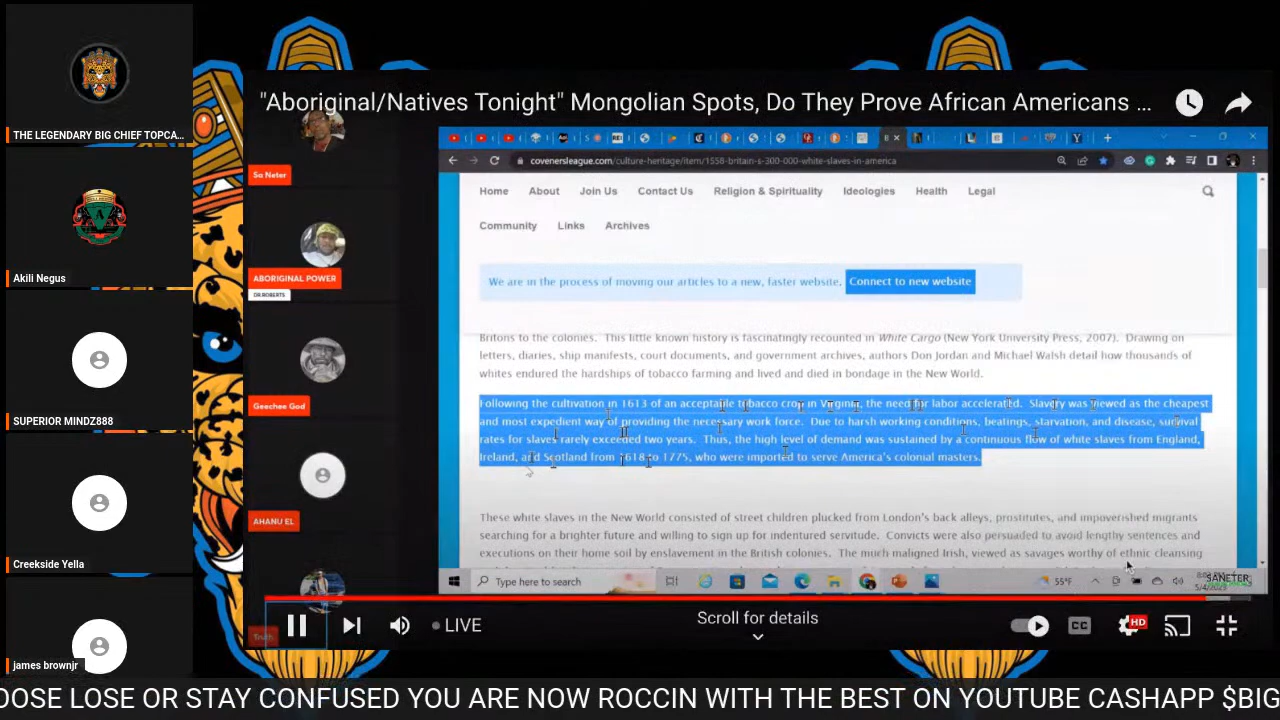 THE LEGENDARY BIG CHIEF TOPCA...
Akili Negus
SUPERIOR MINDZ888
Creekside Yella
james brownjr
"Aboriginal/Natives Tonight" Mongolian Spots, Do They Prove African Americans ...
Sa Neter
ABORIGINAL POWER
DR ROBERTS
Geechee God
AHANU EL
Truth
covenersleague.com/culture-heritage/item/1558-britain-s-300-000-white-slaves-in-america
Home About Join Us Contact Us Religion & Spirituality Ideologies Health Legal
Community Links Archives
We are in the process of moving our articles to a new, faster website. Connect to new website
Britons to the colonies. This little known history is fascinatingly recounted in White Cargo (New York University Press, 2007). Drawing on
letters, diaries, ship manifests, court documents, and government archives, authors Don Jordan and Michael Walsh detail how thousands of
whites endured the hardships of tobacco farming and lived and died in bondage in the New World.
Following the cultivation in 1613 of an acceptable tobacco crop in Virginia, the need for labor accelerated. Slavery was viewed as the cheapest
and most expedient way of providing the necessary work force. Due to harsh working conditions, beatings, starvation, and disease, survival
rates for slaves rarely exceeded two years. Thus, the high level of demand was sustained by a continuous flow of white slaves from England,
Ireland, and Scotland from 1618 to 1775, who were imported to serve America's colonial masters.
These white slaves in the New World consisted of street children plucked from London's back alleys, prostitutes, and impoverished migrants
searching for a brighter future and willing to sign up for indentured servitude. Convicts were also persuaded to avoid lengthy sentences and
executions on their home soil by enslavement in the British colonies. The much maligned Irish, viewed as savages worthy of ethnic cleansing
Type here to search
55°F
SANETER
LIVE
Scroll for details
CC
HD
OOSE LOSE OR STAY CONFUSED YOU ARE NOW ROCCIN WITH THE BEST ON YOUTUBE CASHAPP $BIG